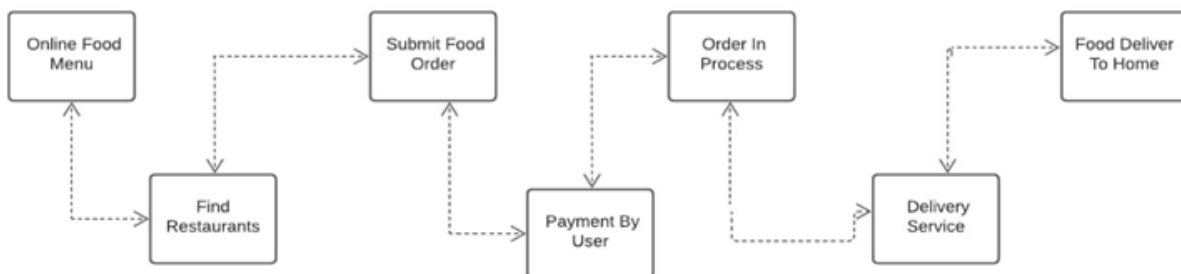 Online Food
Menu
Find
Restaurants
Submit Food
Order
Payment By
User
Order In
Process
Delivery
Service
Food Deliver
To Home